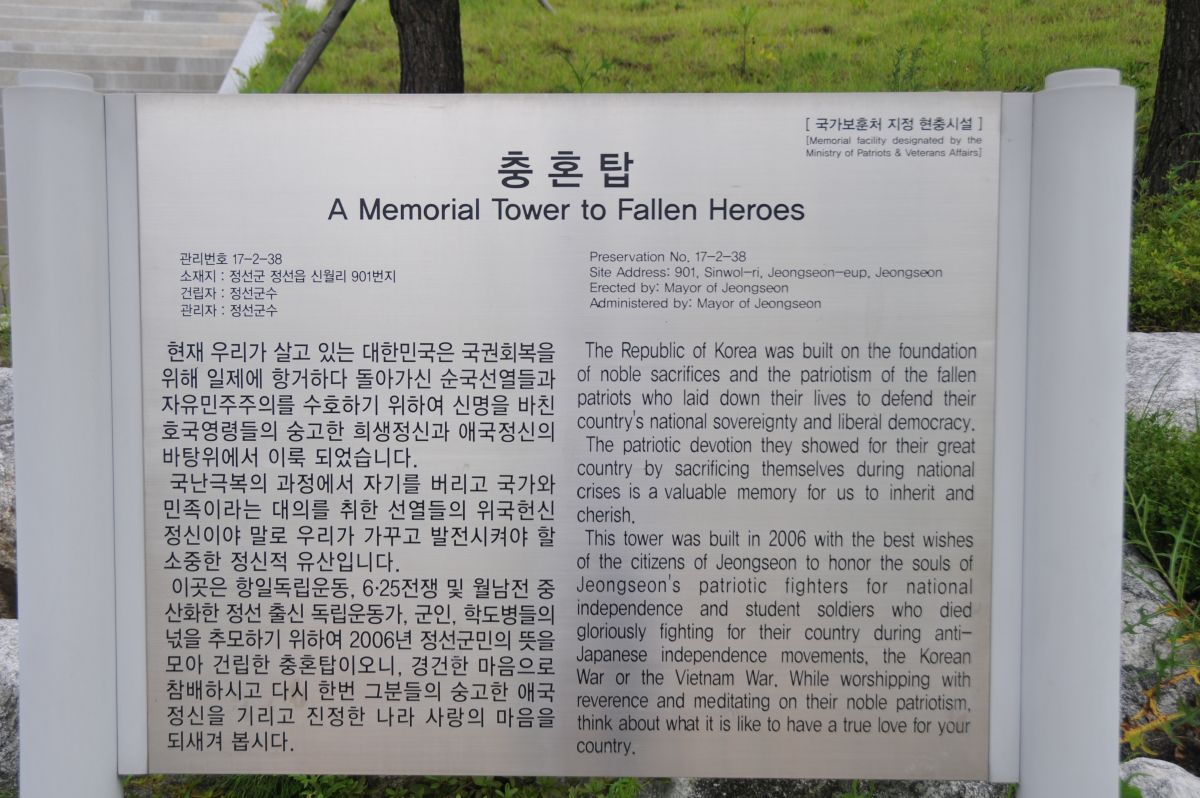 [ 국가보훈처 지정 현충시설 ]
[Memorial facility designated by the
Ministry of Patriots & Veterans Affairs]
충혼탑
A Memorial Tower to Fallen Heroes
관리번호 17-2-38
소재지 : 정선군 정선읍 신월리 901번지
건립자 : 정선군수
관리자 : 정선군수
현재 우리가 살고 있는 대한민국은 국권회복을
위해 일제에 항거하다 돌아가신 순국선열들과
자유민주주의를 수호하기 위하여 신명을 바친
호국영령들의 숭고한 희생정신과 애국정신의
바탕위에서 이룩 되었습니다.
국난극복의 과정에서 자기를 버리고 국가와
민족이라는 대의를 취한 선열들의 위국헌신
정신이야 말로 우리가 가꾸고 발전시켜야 할
소중한 정신적 유산입니다.
이곳은 항일독립운동, 6·25전쟁 및 월남전 중
산화한 정선 출신 독립운동가, 군인, 학도병들의
넋을 추모하기 위하여 2006년 정선군민의 뜻을
모아 건립한 충혼탑이오니, 경건한 마음으로
참배하시고 다시 한번 그분들의 숭고한 애국
정신을 기리고 진정한 나라 사랑의 마음을
되새겨 봅시다.
Preservation No. 17-2-38
Site Address: 901, Sinwol-ri, Jeongseon-eup, Jeongseon
Erected by: Mayor of Jeongseon
Administered by: Mayor of Jeongseon
The Republic of Korea was built on the foundation
of noble sacrifices and the patriotism of the fallen
patriots who laid down their lives to defend their
country's national sovereignty and liberal democracy.
The patriotic devotion they showed for their great
country by sacrificing themselves during national
crises is a valuable memory for us to inherit and
cherish.
This tower was built in 2006 with the best wishes
of the citizens of Jeongseon to honor the souls of
Jeongseon's patriotic fighters for national
independence and student soldiers who died
gloriously fighting for their country during anti-
Japanese independence movements, the Korean
War or the Vietnam War. While worshipping with
reverence and meditating on their noble patriotism,
think about what it is like to have a true love for your
country.